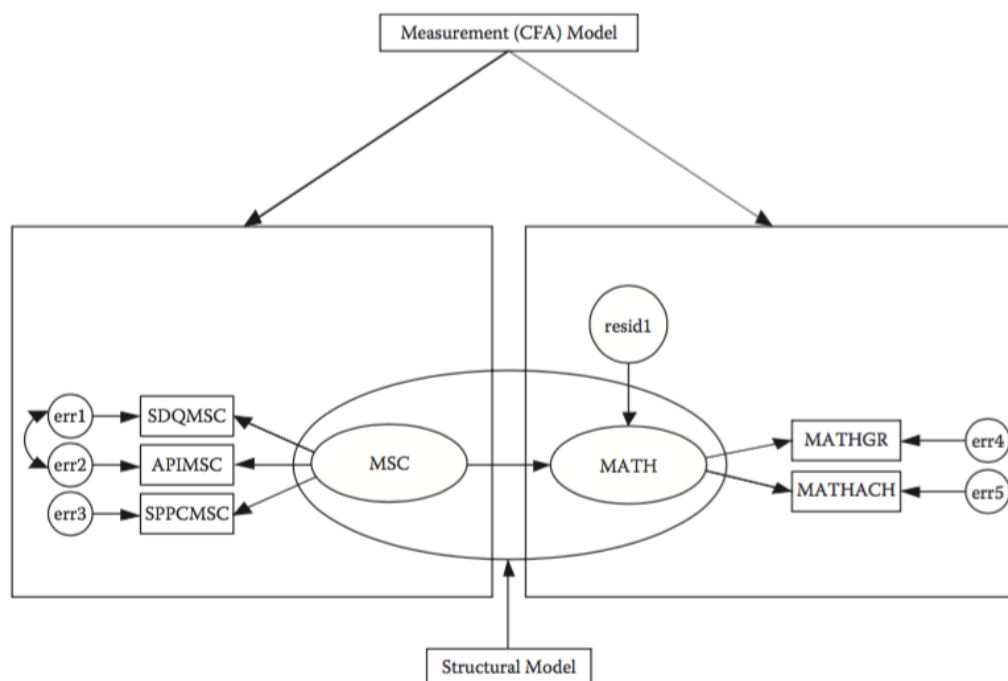 Measurement (CFA) Model
resid1
err1
SDQMSC
MATHGR
err4
err2
APIMSC
MSC
MATH
MATHACH
err5
err3
SPPCMSC
Structural Model